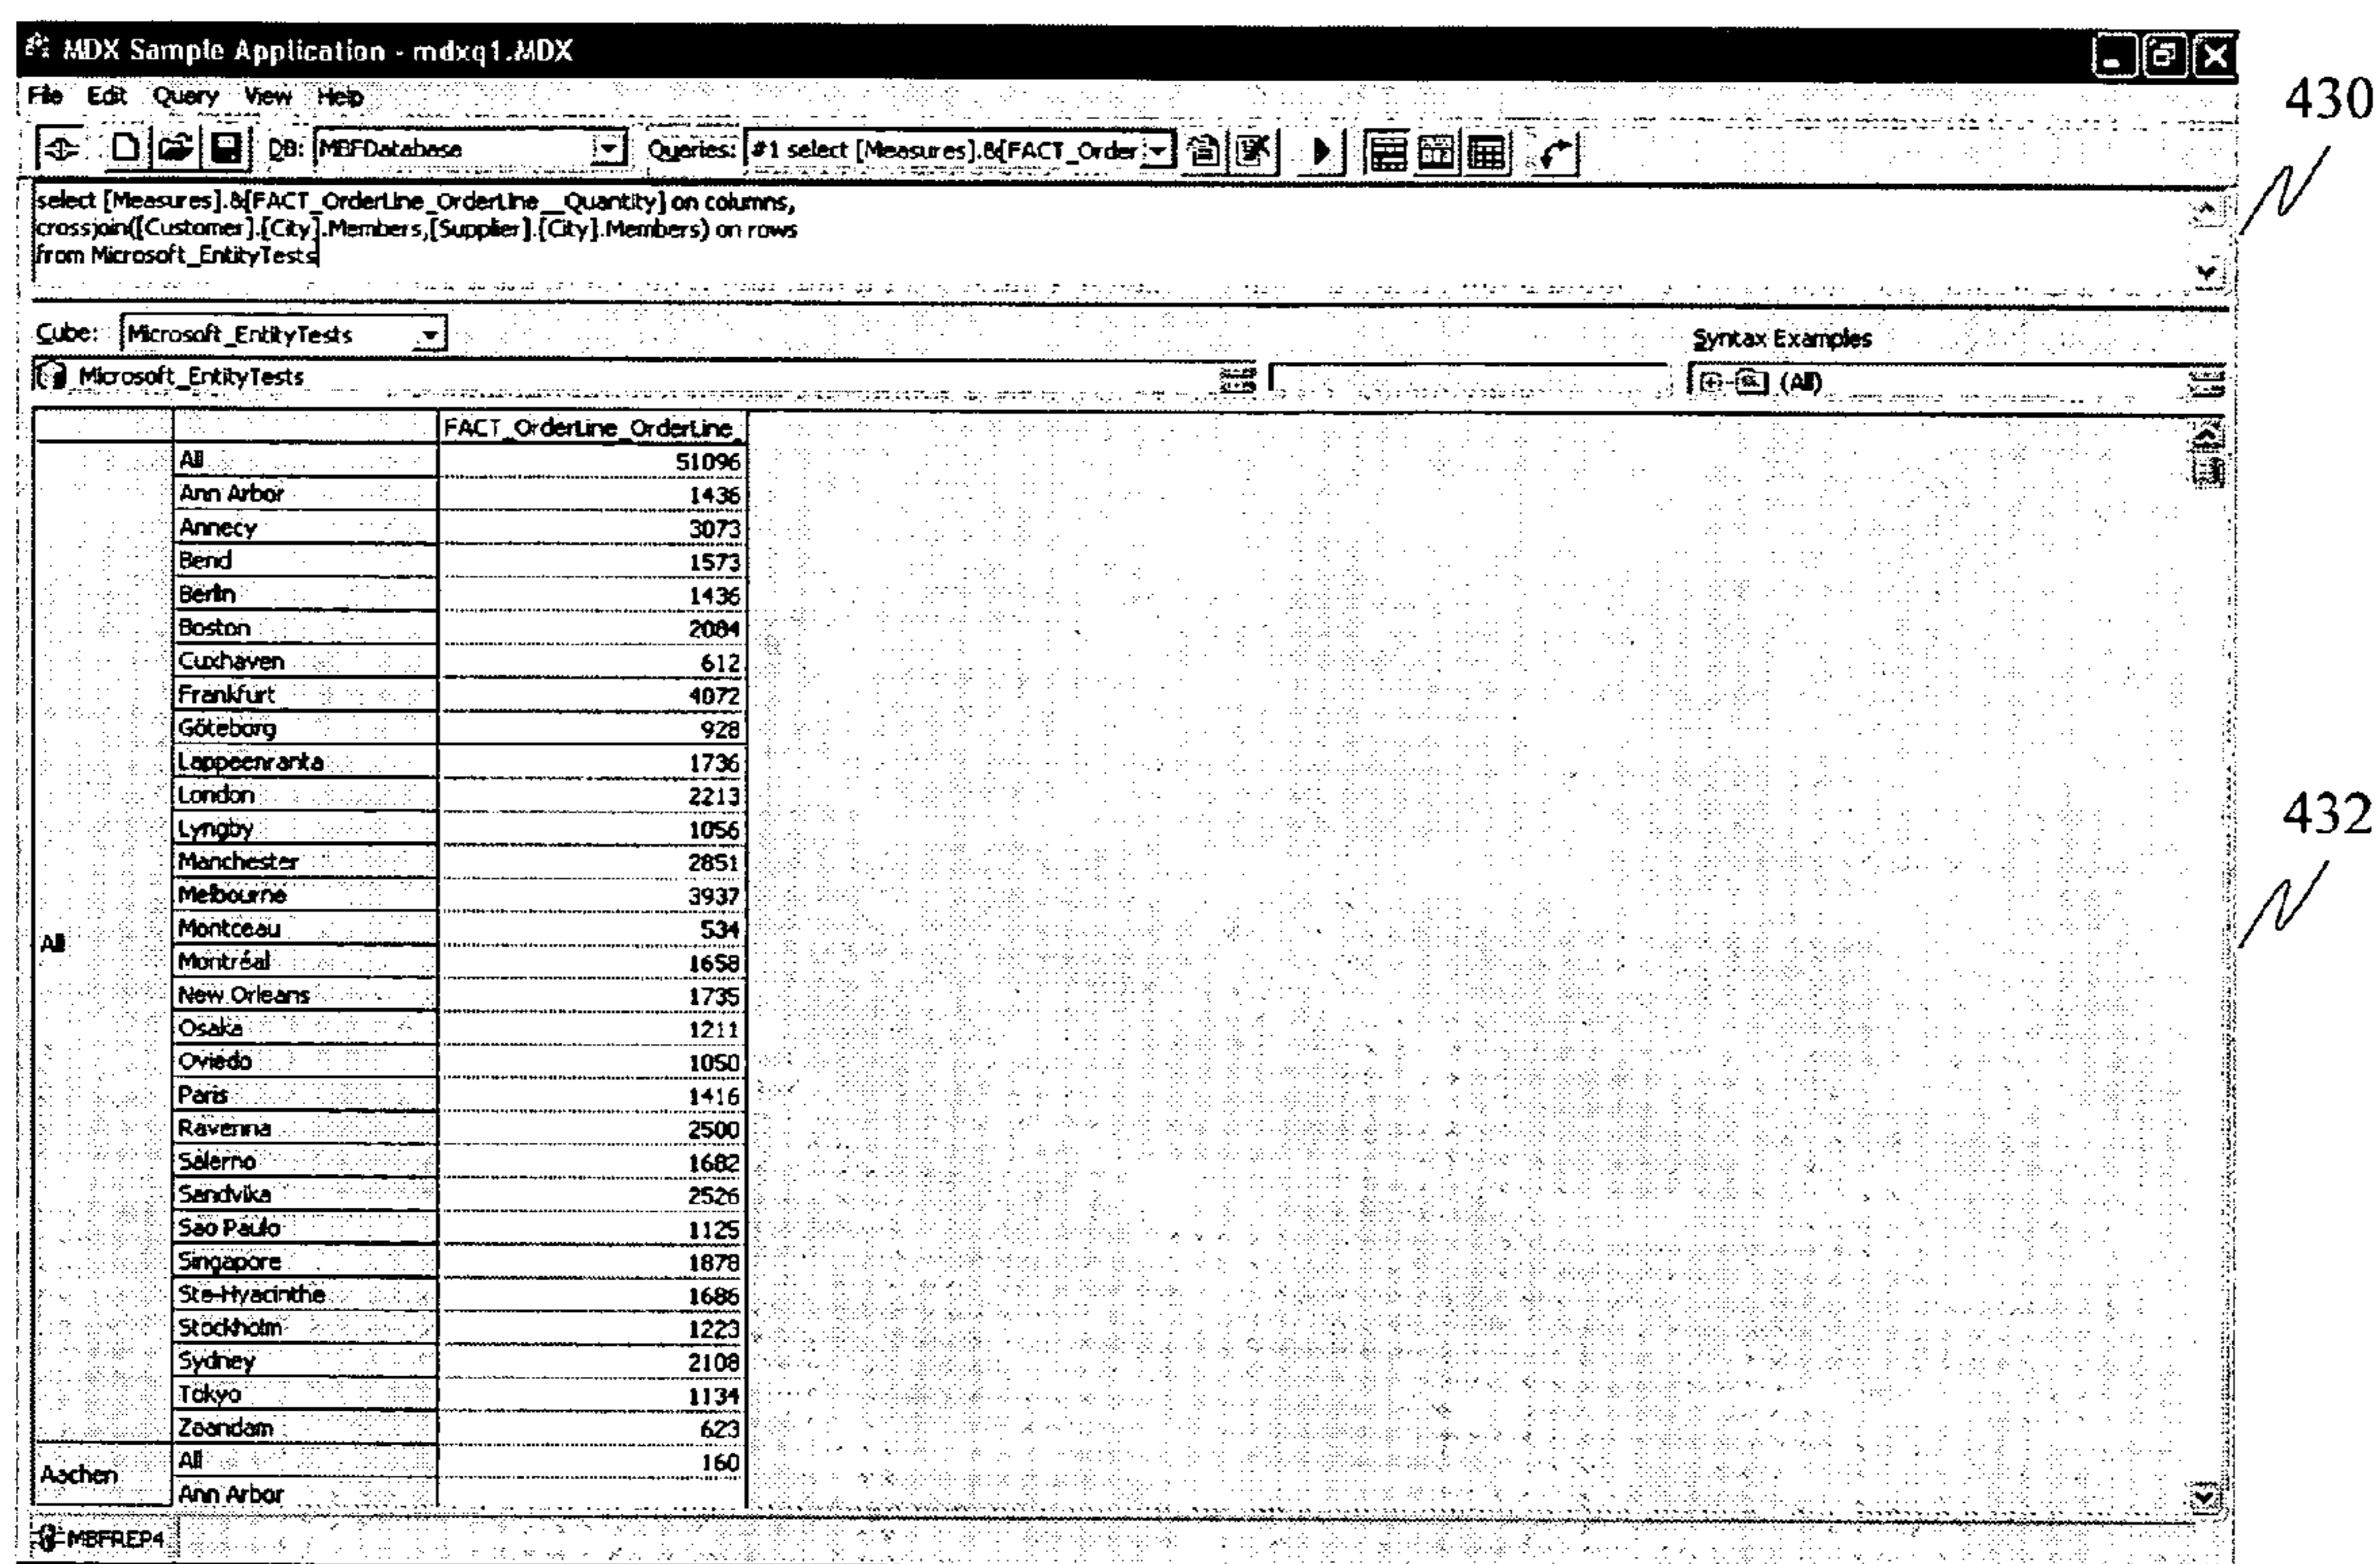 MDX Sample Application - mdxq1.MDX
File Edit Query View Help
430
DB: MBFDatabase Queries: #1 select [Measures].&[FACT_Order
select [Measures].&[FACT_OrderLine_OrderLine__Quantity] on columns,
crossjoin([Customer].[City].Members,[Supplier].[City].Members) on rows
from Microsoft_EntityTests
Cube: Microsoft_EntityTests Syntax Examples
Microsoft_EntityTests (All)
FACT_OrderLine_OrderLine_
All 51096
Ann Arbor 1436
Annecy 3073
Bend 1573
Berlin 1436
Boston 2084
Cuxhaven 612
Frankfurt 4072
Göteborg 928
Lappeenranta 1736
London 2213
432
Lyngby 1056
Manchester 2851
Melbourne 3937
Montceau 534
All
Montréal 1658
New Orleans 1735
Osaka 1211
Oviedo 1050
Paris 1416
Ravenna 2500
Salerno 1682
Sandvika 2526
Sao Paulo 1125
Singapore 1878
Ste-Hyacinthe 1686
Stockholm 1223
Sydney 2108
Tokyo 1134
Zaandam 623
Aachen All 160
Ann Arbor
MBFREP4